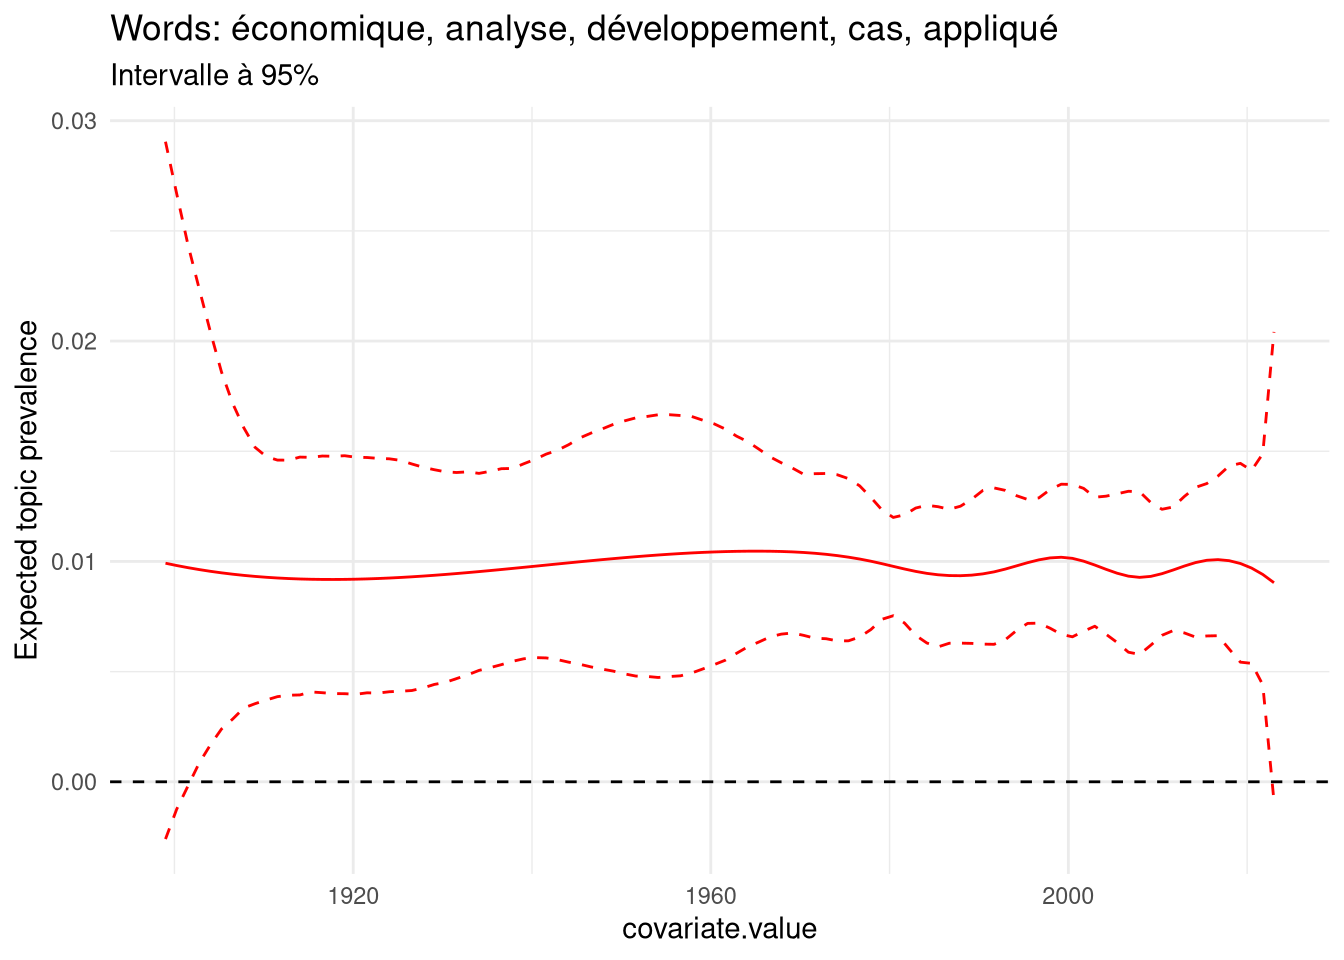 Words: économique, analyse, développement, cas, appliqué
Intervalle à 95%
0.03
0.02
0.01
0.00
Expected topic prevalence
1920
1960
2000
covariate.value